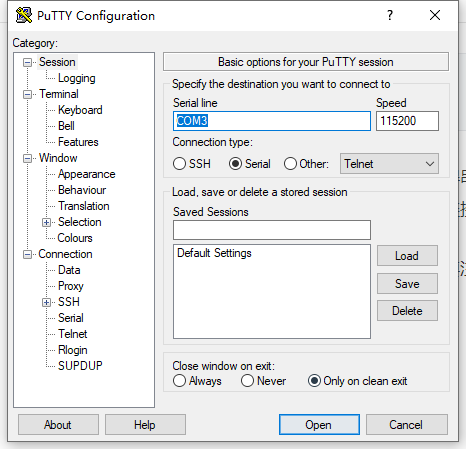 PuTTY Configuration
Category:
Session
Logging
Terminal
Keyboard
Bell
Features
Window
Appearance
Behaviour
Translation
Selection
Colours
Connection
Data
Proxy
SSH
Serial
Telnet
Rlogin
SUPDUP
Basic options for your PuTTY session
Specify the destination you want to connect to
Serial line Speed
COM3 115200
Connection type:
SSH Serial Other: Telnet
Load, save or delete a stored session
Saved Sessions
Default Settings
Load
Save
Delete
Close window on exit:
Always Never Only on clean exit
About Help Open Cancel